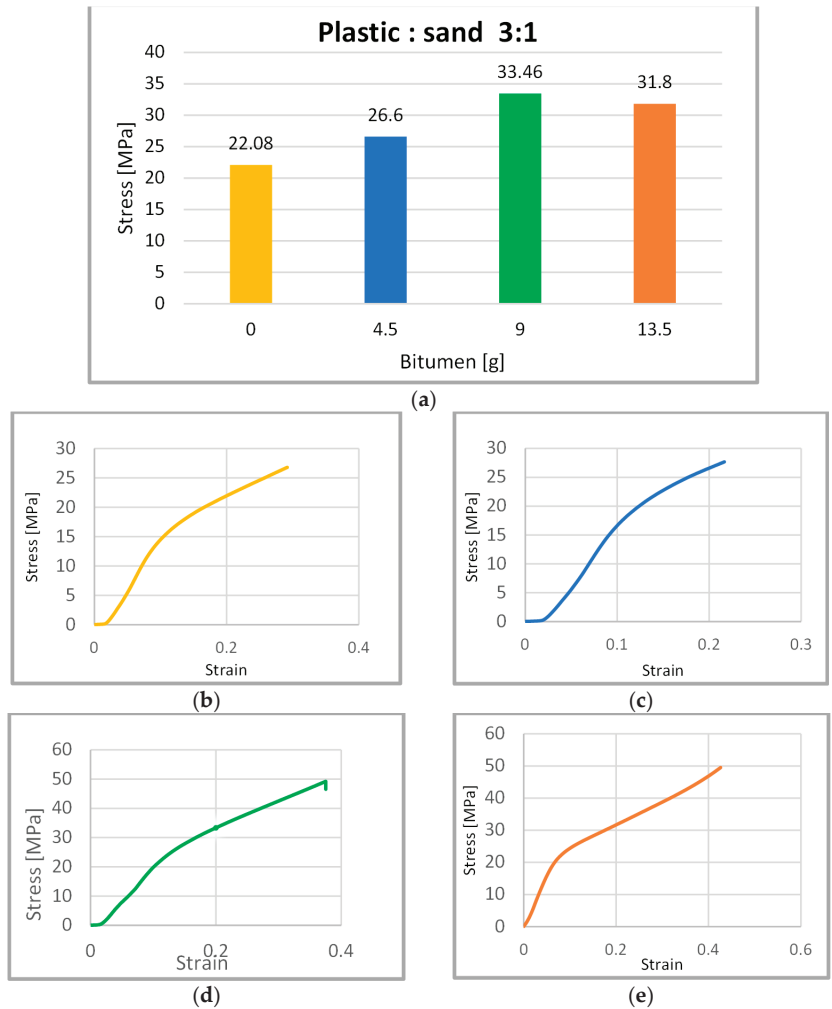 Plastic : sand 3:1
40
35
30
25
20
15
10
5
0
Stress [MPa]
22.08
26.6
33.46
31.8
0 4.5 9 13.5
Bitumen [g]
(a)
30
25
20
15
10
5
0
Stress [MPa]
0 0.2 0.4
Strain
(b)
30
25
20
15
10
5
0
Stress [MPa]
0 0.1 0.2 0.3
Strain
(c)
60
50
40
30
20
10
0
Stress [MPa]
0 0.2 0.4
Strain
(d)
60
50
40
30
20
10
0
Stress [MPa]
0 0.2 0.4 0.6
Strain
(e)